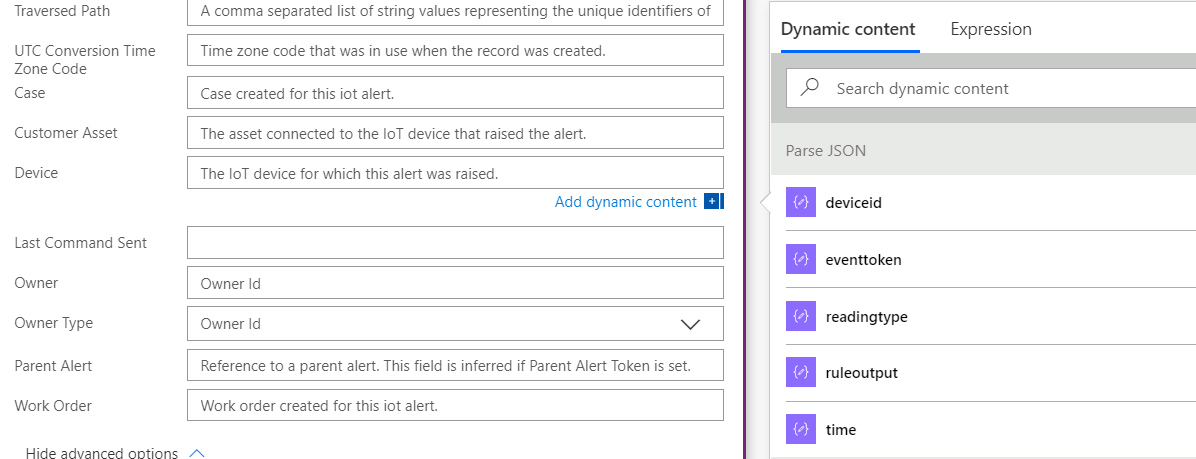 Traversed Path
A comma separated list of string values representing the unique identifiers of
UTC Conversion Time
Zone Code
Time zone code that was in use when the record was created.
Case
Case created for this iot alert.
Customer Asset
The asset connected to the IoT device that raised the alert.
Device
The IoT device for which this alert was raised.
Add dynamic content
Last Command Sent
Owner
Owner Id
Owner Type
Owner Id
Parent Alert
Reference to a parent alert. This field is inferred if Parent Alert Token is set.
Work Order
Work order created for this iot alert.
Hide advanced options
Dynamic content
Expression
Search dynamic content
Parse JSON
deviceid
eventtoken
readingtype
ruleoutput
time